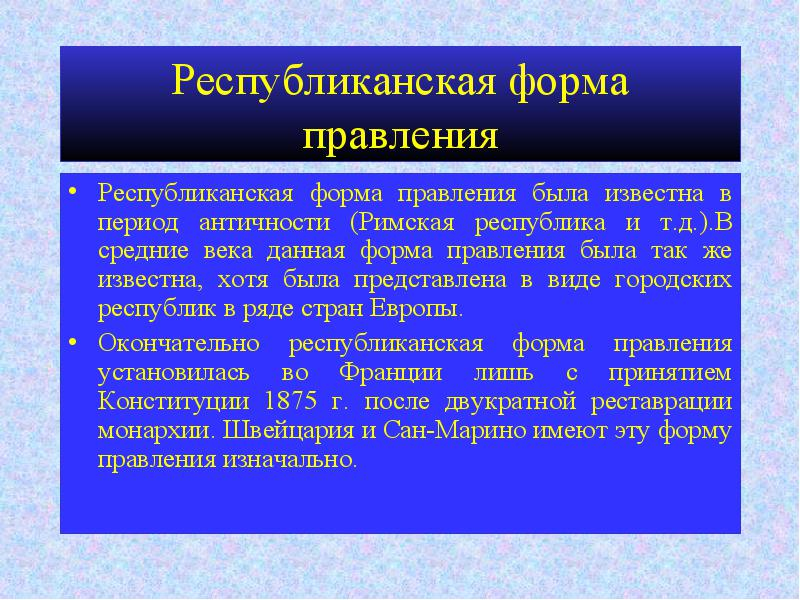 Республиканская форма
правления
• Республиканская форма правления была известна в
период античности (Римская республика и т.д.).В
средние века данная форма правления была так же
известна, хотя была представлена в виде городских
республик в ряде стран Европы.
• Окончательно республиканская форма правления
установилась во Франции лишь с принятием
Конституции 1875 г. после двукратной реставрации
монархии. Швейцария и Сан-Марино имеют эту форму
правления изначально.